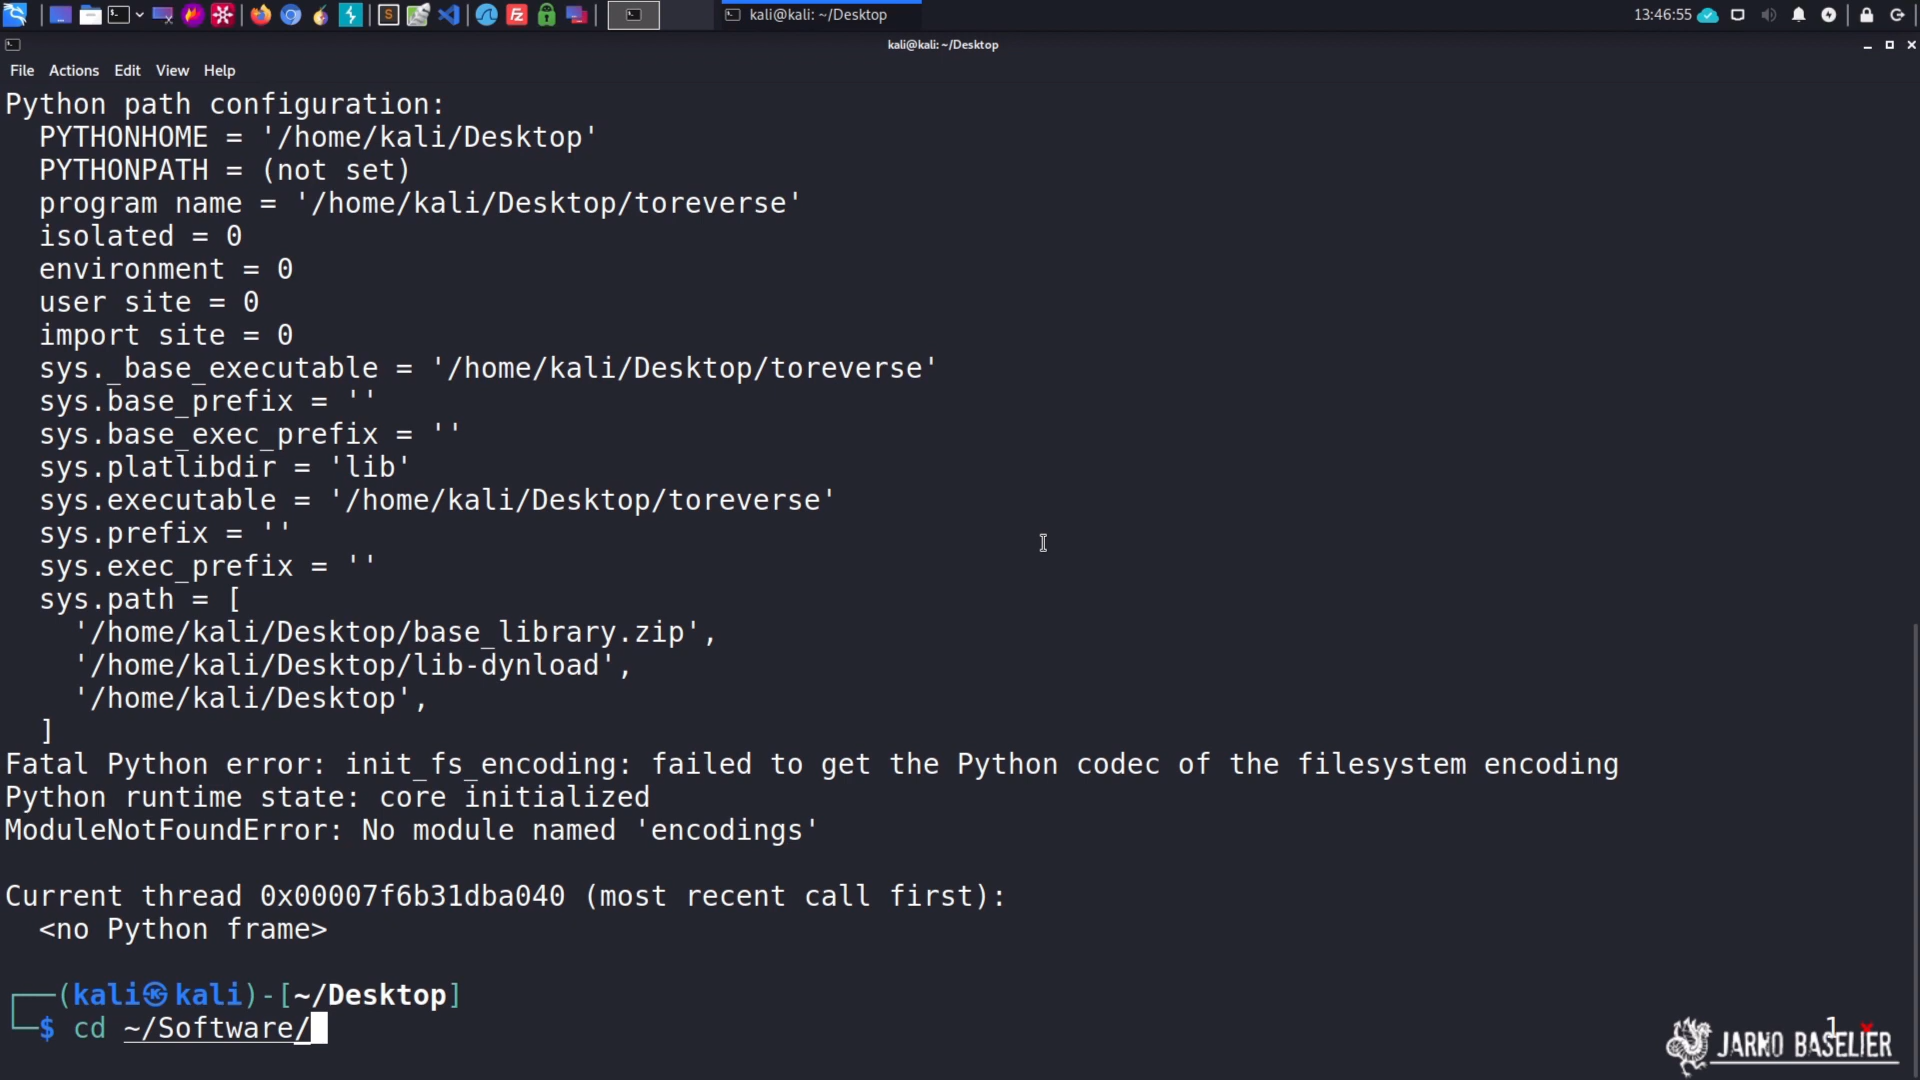 kali@kali: ~/Desktop
13:46:55
kali@kali: ~/Desktop
File Actions Edit View Help
Python path configuration:
  PYTHONHOME = '/home/kali/Desktop'
  PYTHONPATH = (not set)
  program name = '/home/kali/Desktop/toreverse'
  isolated = 0
  environment = 0
  user site = 0
  import site = 0
  sys._base_executable = '/home/kali/Desktop/toreverse'
  sys.base_prefix = ''
  sys.base_exec_prefix = ''
  sys.platlibdir = 'lib'
  sys.executable = '/home/kali/Desktop/toreverse'
  sys.prefix = ''
  sys.exec_prefix = ''
  sys.path = [
    '/home/kali/Desktop/base_library.zip',
    '/home/kali/Desktop/lib-dynload',
    '/home/kali/Desktop',
  ]
Fatal Python error: init_fs_encoding: failed to get the Python codec of the filesystem encoding
Python runtime state: core initialized
ModuleNotFoundError: No module named 'encodings'
Current thread 0x00007f6b31dba040 (most recent call first):
  <no Python frame>
(kali㉿kali)-[~/Desktop]
$ cd ~/Software/
1
JARNO BASELIER